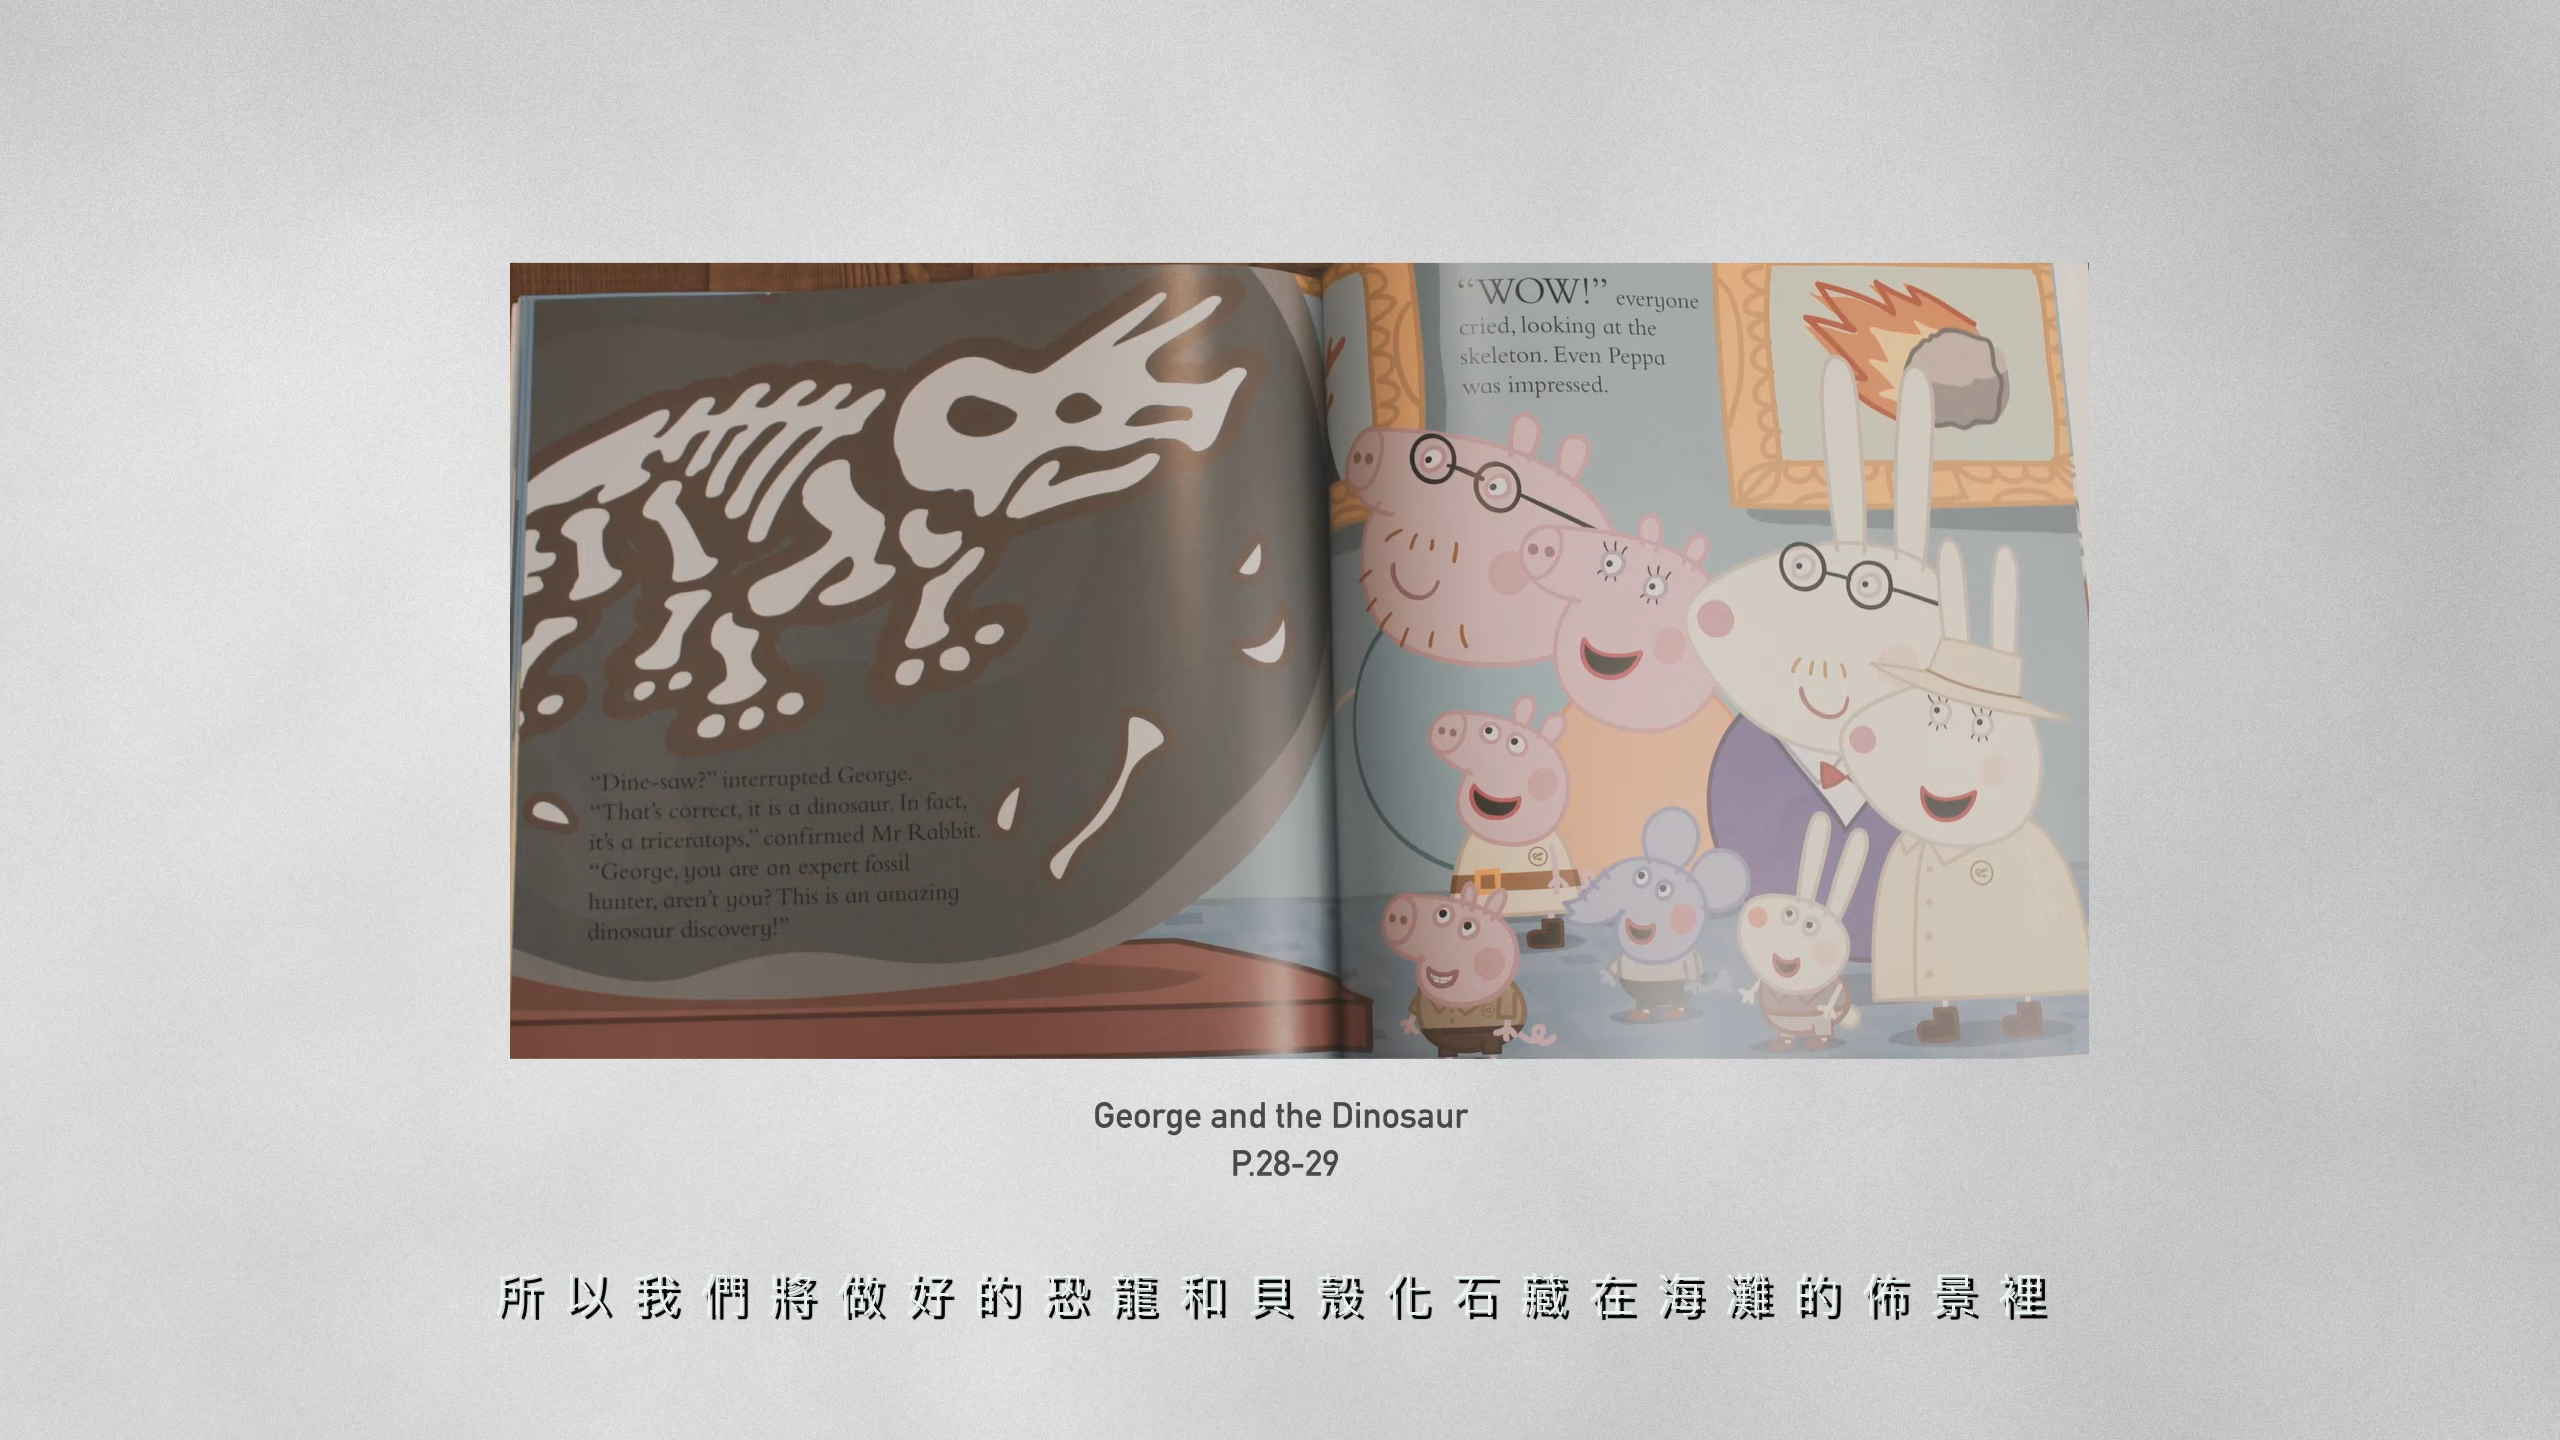 “Dine-saw?” interrupted George.
“That’s correct, it is a dinosaur. In fact,
it’s a triceratops,” confirmed Mr Rabbit.
“George, you are an expert fossil
hunter, aren’t you? This is an amazing
dinosaur discovery!”
“WOW!” everyone
cried, looking at the
skeleton. Even Peppa
was impressed.
George and the Dinosaur
P.28-29
所以我們將做好的恐龍和貝殼化石藏在海灘的佈景裡